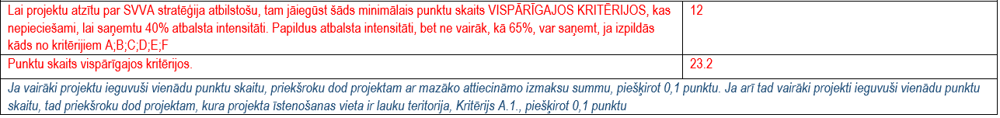 Lai projektu atzītu par SVVA stratēģija atbilstošu, tam jāiegūst šāds minimālais punktu skaits VISPĀRĪGAJOS KRITĒRIJOS, kas 12
nepieciešami, lai saņemtu 40% atbalsta intensitāti. Papildus atbalsta intensitāti, bet ne vairāk, kā 65%, var saņemt, ja izpildās
kāds no kritērijiem A;B;C;D;E;F
Punktu skaits vispārīgajos kritērijos. 23.2
Ja vairāki projektu ieguvuši vienādu punktu skaitu, priekšroku dod projektam ar mazāko attiecināmo izmaksu summu, piešķirot 0,1 punktu. Ja arī tad vairāki projekti ieguvuši vienādu punktu
skaitu, tad priekšroku dod projektam, kura projekta īstenošanas vieta ir lauku teritorija, Kritērijs A.1., piešķirot 0,1 punktu